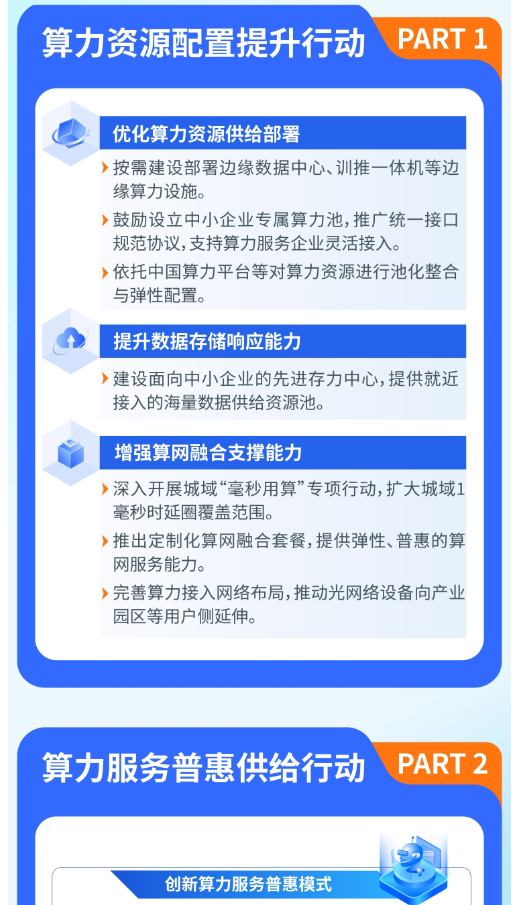 算力资源配置提升行动
PART 1
优化算力资源供给部署
按需建设部署边缘数据中心、训推一体机等边
缘算力设施。
鼓励设立中小企业专属算力池，推广统一接口
规范协议，支持算力服务企业灵活接入。
依托中国算力平台等对算力资源进行池化整合
与弹性配置。
提升数据存储响应能力
建设面向中小企业的先进存力中心，提供就近
接入的海量数据供给资源池。
增强算网融合支撑能力
深入开展城域“毫秒用算”专项行动，扩大城域1
毫秒时延圈覆盖范围。
推出定制化算网融合套餐，提供弹性、普惠的算
网服务能力。
完善算力接入网络布局，推动光网络设备向产业
园区等用户侧延伸。
算力服务普惠供给行动
PART 2
创新算力服务普惠模式